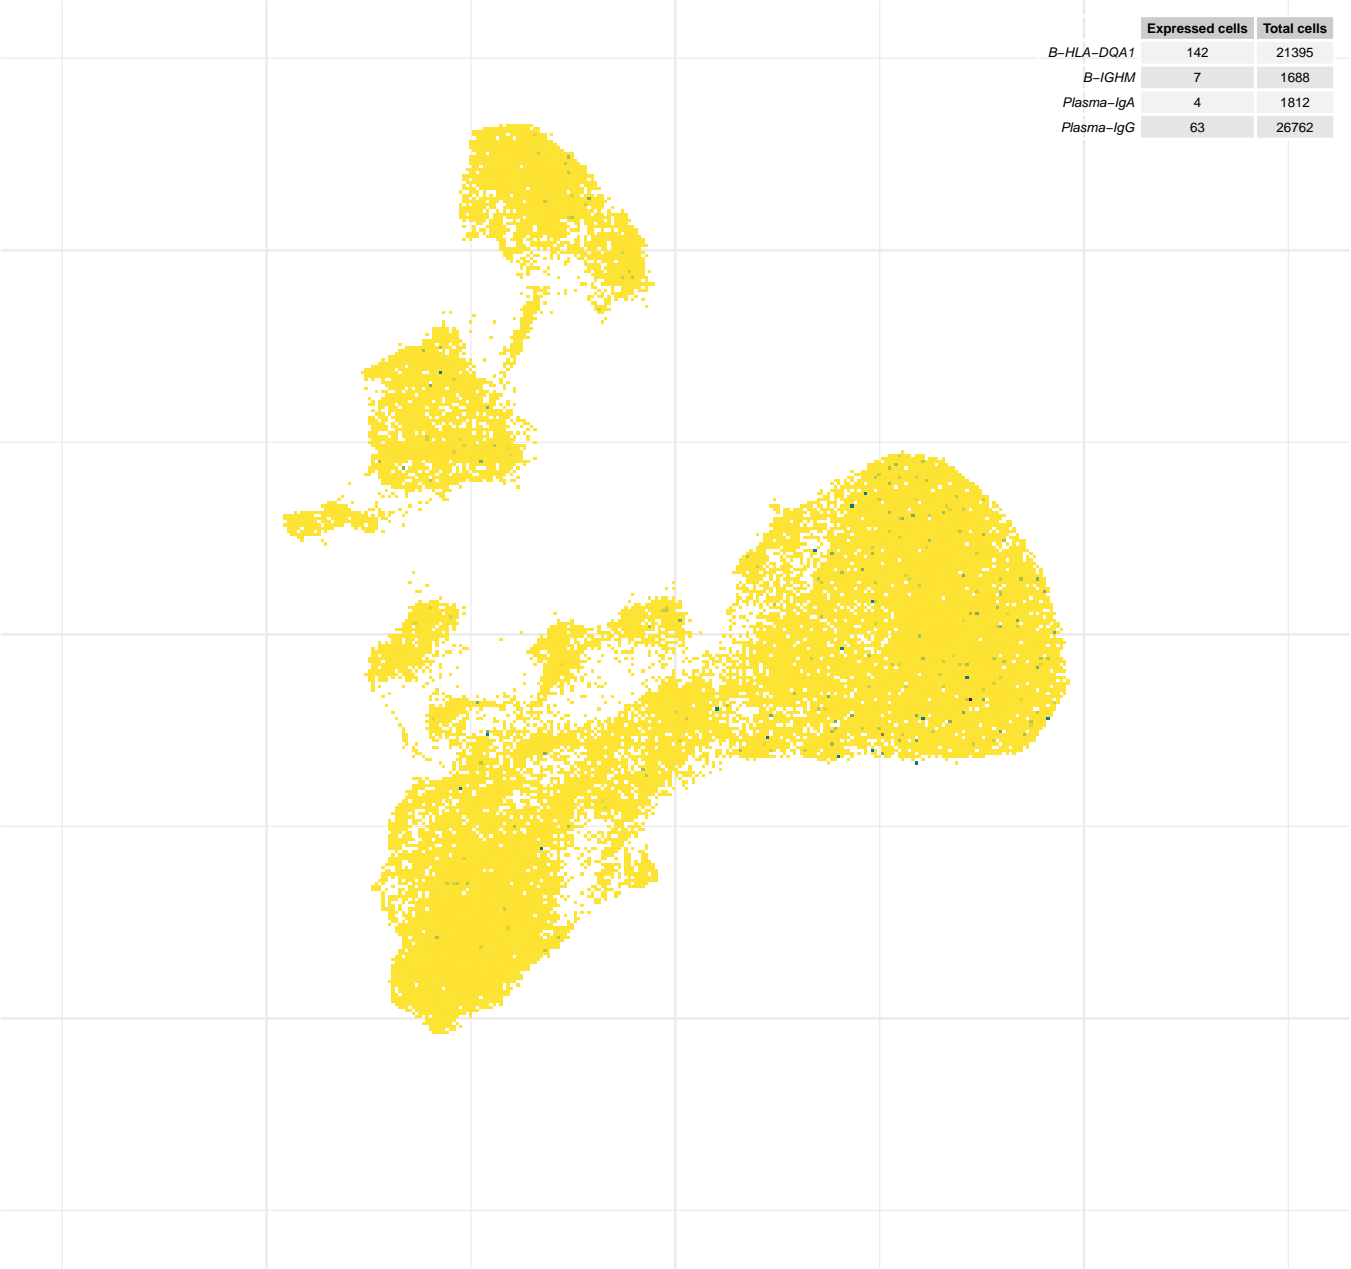 Expressed cells Total cells
B−HLA−DQA1 142 21395
B−IGHM 7 1688
Plasma−IgA 4 1812
Plasma−IgG 63 26762